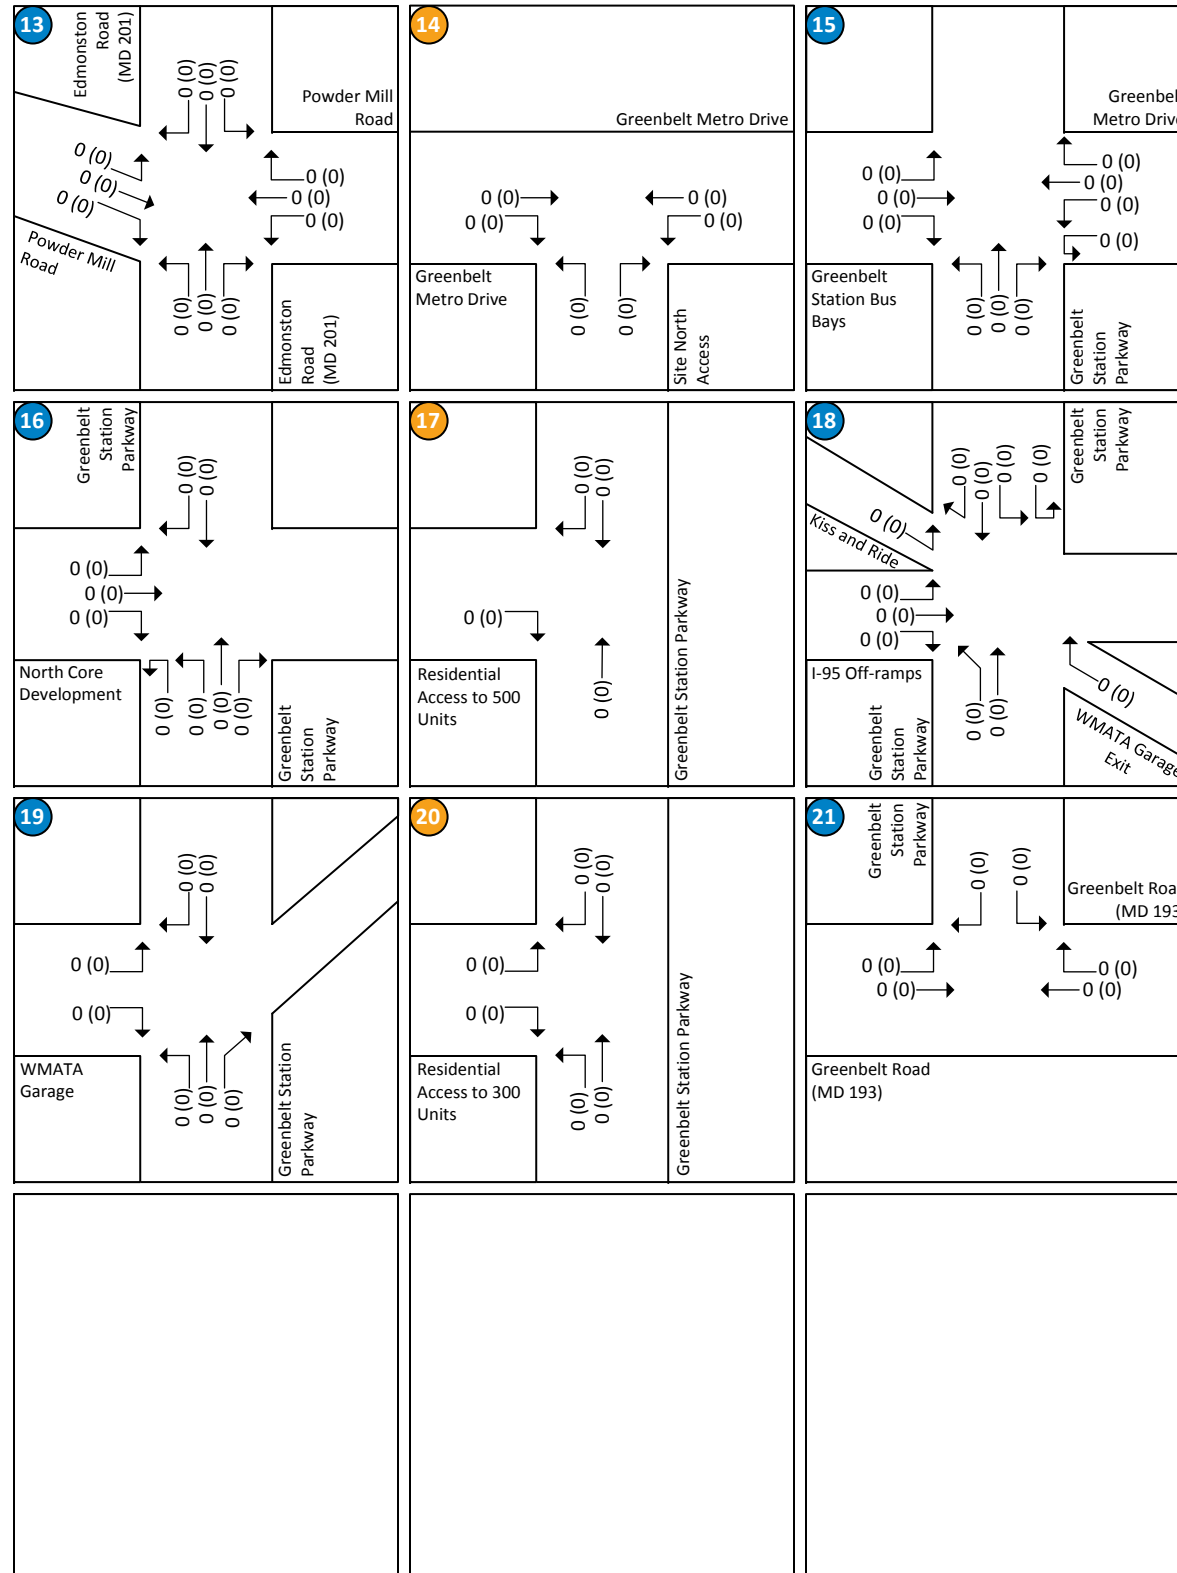 13
Edmonston
Road
(MD 201)
0 (0)
0 (0)
0 (0)
Powder Mill
Road
0 (0)
0 (0)
0 (0)
0 (0)
0 (0)
0 (0)
Powder Mill
Road
0 (0)
0 (0)
0 (0)
Edmonston
Road
(MD 201)
14
Greenbelt Metro Drive
0 (0)
0 (0)
0 (0)
0 (0)
Greenbelt
Metro Drive
0 (0)
0 (0)
Site North
Access
15
Greenbel
Metro Drive
0 (0)
0 (0)
0 (0)
0 (0)
0 (0)
0 (0)
0 (0)
Greenbelt
Station Bus
Bays
0 (0)
0 (0)
0 (0)
Greenbelt
Station
Parkway
16
Greenbelt
Station
Parkway
0 (0)
0 (0)
0 (0)
0 (0)
0 (0)
North Core
Development
0 (0)
0 (0)
0 (0)
0 (0)
Greenbelt
Station
Parkway
17
0 (0)
0 (0)
0 (0)
Residential
Access to 500
Units
0 (0)
Greenbelt Station Parkway
18
0 (0)
0 (0)
0 (0)
0 (0)
Greenbelt
Station
Parkway
0 (0)
Kiss and Ride
0 (0)
0 (0)
0 (0)
I-95 Off-ramps
Greenbelt
Station
Parkway
0 (0)
0 (0)
0 (0)
WMATA Garage
Exit
19
0 (0)
0 (0)
0 (0)
0 (0)
WMATA
Garage
0 (0)
0 (0)
0 (0)
Greenbelt Station
Parkway
20
0 (0)
0 (0)
0 (0)
0 (0)
Residential
Access to 300
Units
0 (0)
0 (0)
Greenbelt Station Parkway
21
Greenbelt
Station
Parkway
0 (0)
0 (0)
Greenbelt Roa
(MD 193
0 (0)
0 (0)
0 (0)
0 (0)
Greenbelt Road
(MD 193)